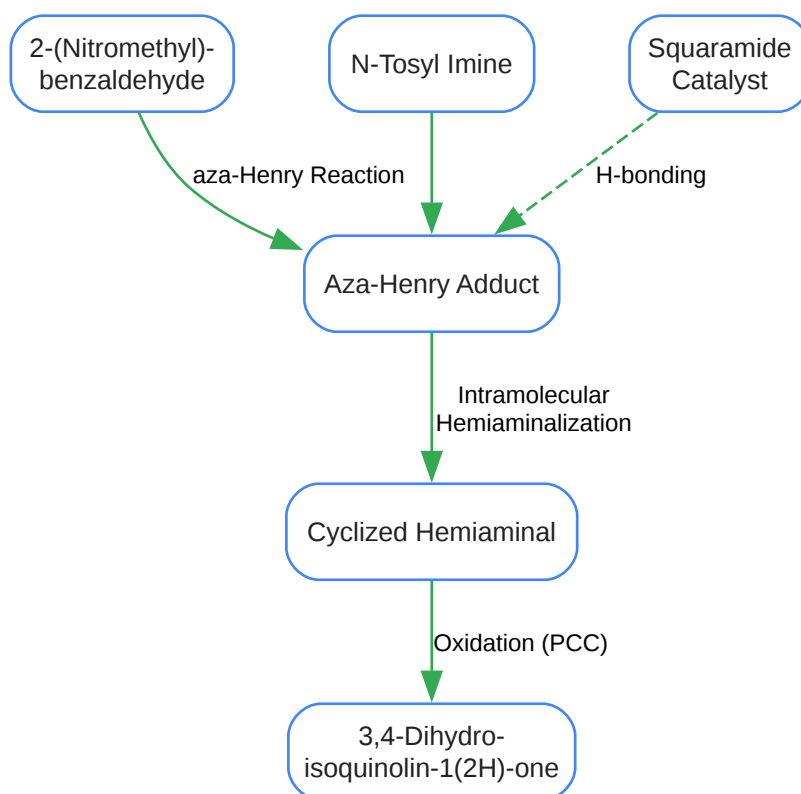 2-(Nitromethyl)-
benzaldehyde
N-Tosyl Imine
Squaramide
Catalyst
aza-Henry Reaction
H-bonding
Aza-Henry Adduct
Intramolecular
Hemiaminalization
Cyclized Hemiaminal
Oxidation (PCC)
3,4-Dihydro-
isoquinolin-1(2H)-one